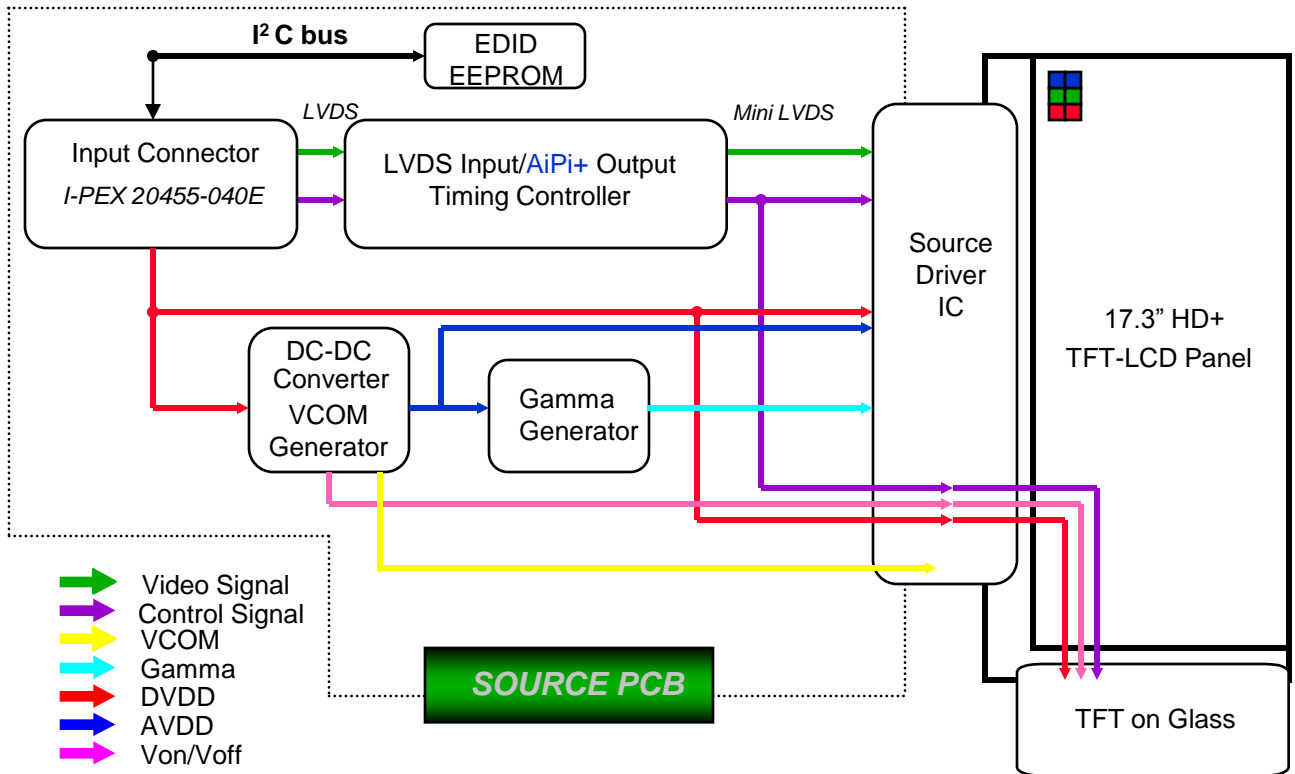 I² C bus
EDID
EEPROM
LVDS
Mini LVDS
Input Connector
I-PEX 20455-040E
LVDS Input/AiPi+ Output
Timing Controller
Source
Driver
IC
17.3” HD+
TFT-LCD Panel
DC-DC
Converter
VCOM
Generator
Gamma
Generator
Video Signal
Control Signal
VCOM
Gamma
DVDD
AVDD
Von/Voff
SOURCE PCB
TFT on Glass